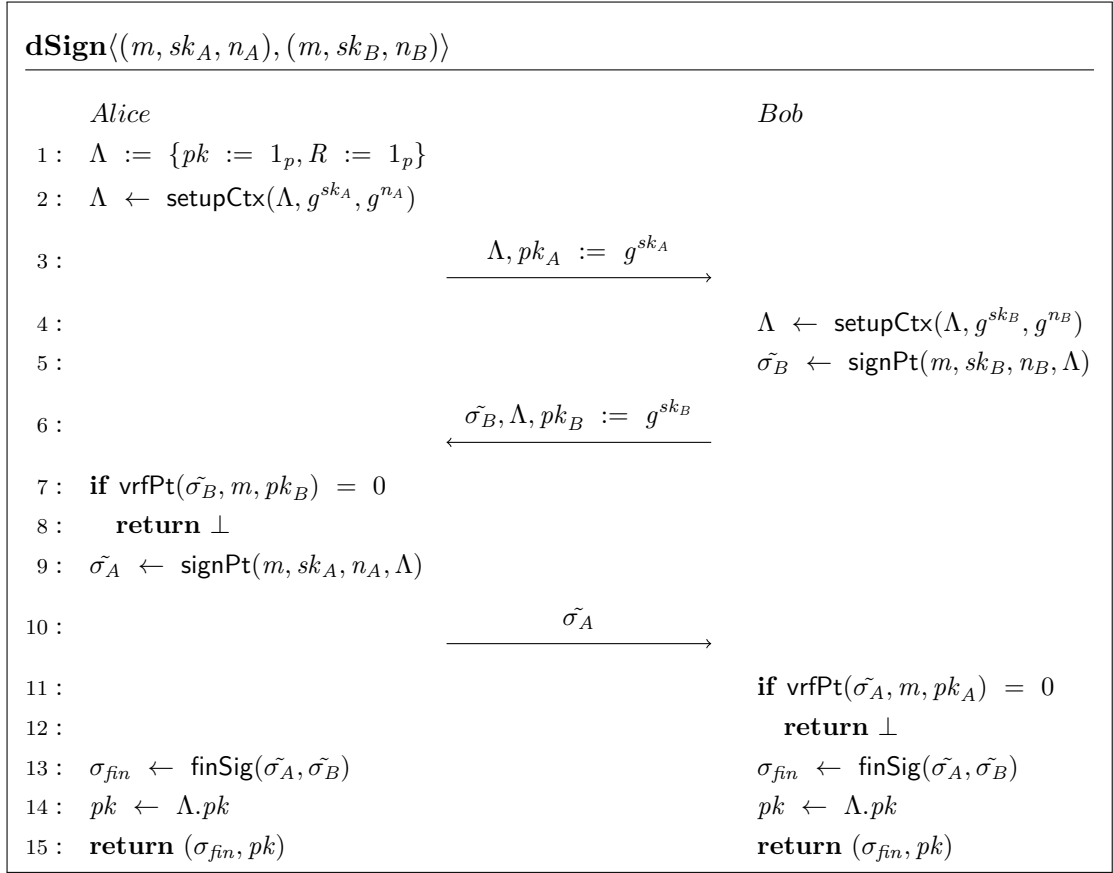 dSign⟨(m, sk_A, n_A), (m, sk_B, n_B)⟩
Alice Bob
1 : Λ := {pk := 1_p, R := 1_p}
2 : Λ ← setupCtx(Λ, g^{sk_A}, g^{n_A})
3 : Λ, pk_A := g^{sk_A}
4 : Λ ← setupCtx(Λ, g^{sk_B}, g^{n_B})
5 : σ̃_B ← signPt(m, sk_B, n_B, Λ)
6 : σ̃_B, Λ, pk_B := g^{sk_B}
7 : if vrfPt(σ̃_B, m, pk_B) = 0
8 : return ⊥
9 : σ̃_A ← signPt(m, sk_A, n_A, Λ)
10 : σ̃_A
11 : if vrfPt(σ̃_A, m, pk_A) = 0
12 : return ⊥
13 : σ_fin ← finSig(σ̃_A, σ̃_B) σ_fin ← finSig(σ̃_A, σ̃_B)
14 : pk ← Λ.pk pk ← Λ.pk
15 : return (σ_fin, pk) return (σ_fin, pk)